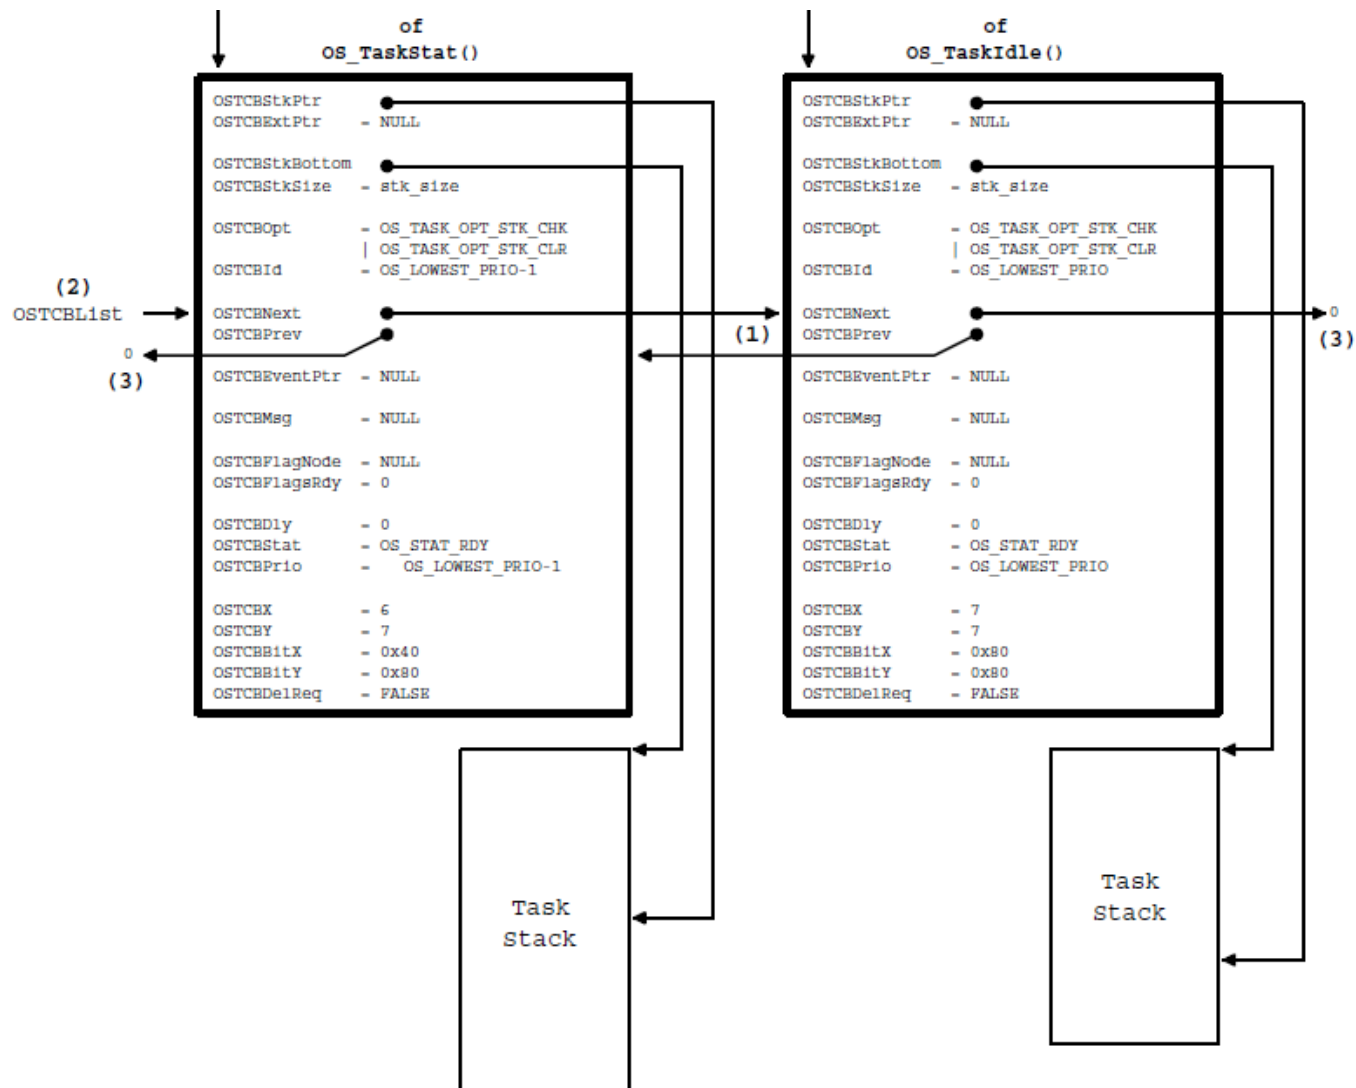 of
OS_TaskStat()
OSTCBStkPtr
OSTCBExtPtr = NULL
OSTCBStkBottom
OSTCBStkSize = stk_size
OSTCBOpt = OS_TASK_OPT_STK_CHK
| OS_TASK_OPT_STK_CLR
OSTCBId = OS_LOWEST_PRIO-1
(2)
OSTCBList
OSTCBNext
OSTCBPrev
0
(3)
(1)
OSTCBEventPtr = NULL
OSTCBMsg = NULL
OSTCBFlagNode = NULL
OSTCBFlagsRdy = 0
OSTCBDly = 0
OSTCBStat = OS_STAT_RDY
OSTCBPrio = OS_LOWEST_PRIO-1
OSTCBX = 6
OSTCBY = 7
OSTCBBitX = 0x40
OSTCBBitY = 0x80
OSTCBDelReq = FALSE
Task
Stack
of
OS_TaskIdle()
OSTCBStkPtr
OSTCBExtPtr = NULL
OSTCBStkBottom
OSTCBStkSize = stk_size
OSTCBOpt = OS_TASK_OPT_STK_CHK
| OS_TASK_OPT_STK_CLR
OSTCBId = OS_LOWEST_PRIO
OSTCBNext
OSTCBPrev
0
(3)
OSTCBEventPtr = NULL
OSTCBMsg = NULL
OSTCBFlagNode = NULL
OSTCBFlagsRdy = 0
OSTCBDly = 0
OSTCBStat = OS_STAT_RDY
OSTCBPrio = OS_LOWEST_PRIO
OSTCBX = 7
OSTCBY = 7
OSTCBBitX = 0x80
OSTCBBitY = 0x80
OSTCBDelReq = FALSE
Task
Stack